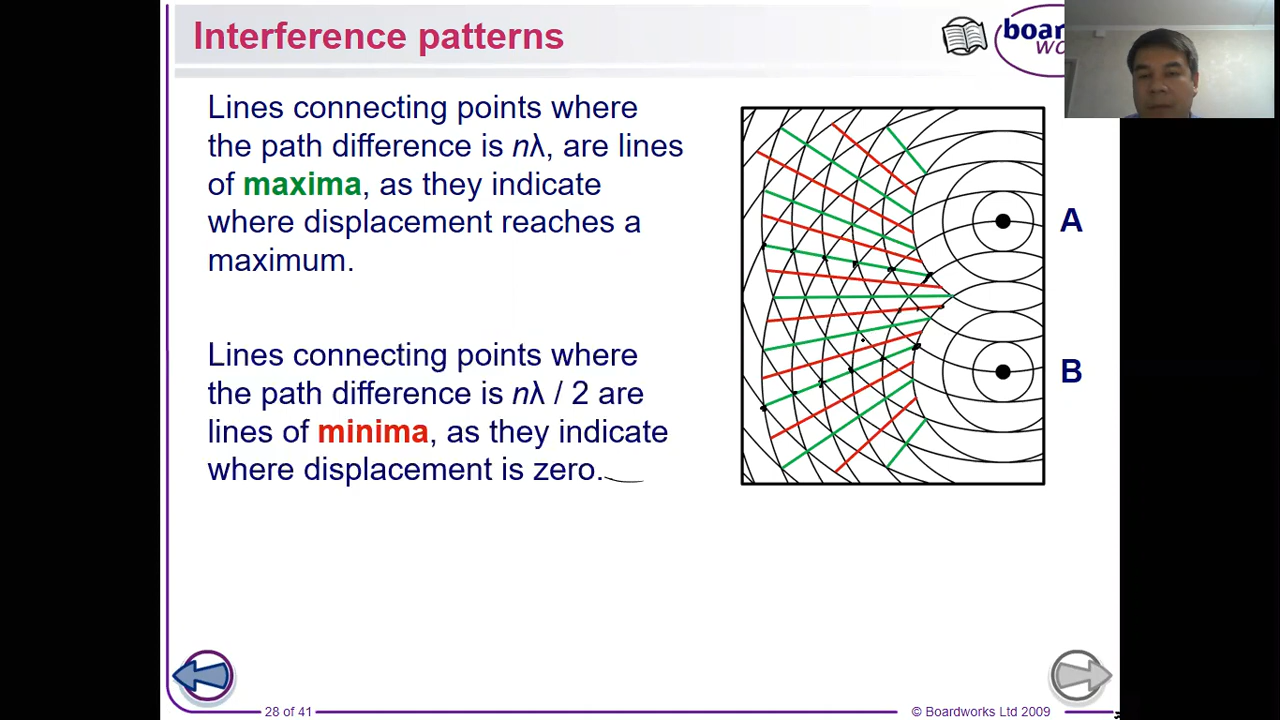 Interference patterns
boar
wo
Lines connecting points where
the path difference is nλ, are lines
of maxima, as they indicate
where displacement reaches a
maximum.
Lines connecting points where
the path difference is nλ / 2 are
lines of minima, as they indicate
where displacement is zero.
A
B
28 of 41
© Boardworks Ltd 2009